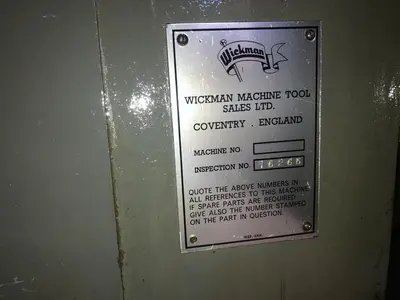 Wickman
WICKMAN MACHINE TOOL
SALES LTD.
COVENTRY . ENGLAND
MACHINE NO
INSPECTION NO. 16266
QUOTE THE ABOVE NUMBERS IN
ALL REFERENCES TO THIS MACHINE
IF SPARE PARTS ARE REQUIRED
GIVE ALSO THE NUMBER STAMPED
ON THE PART IN QUESTION.